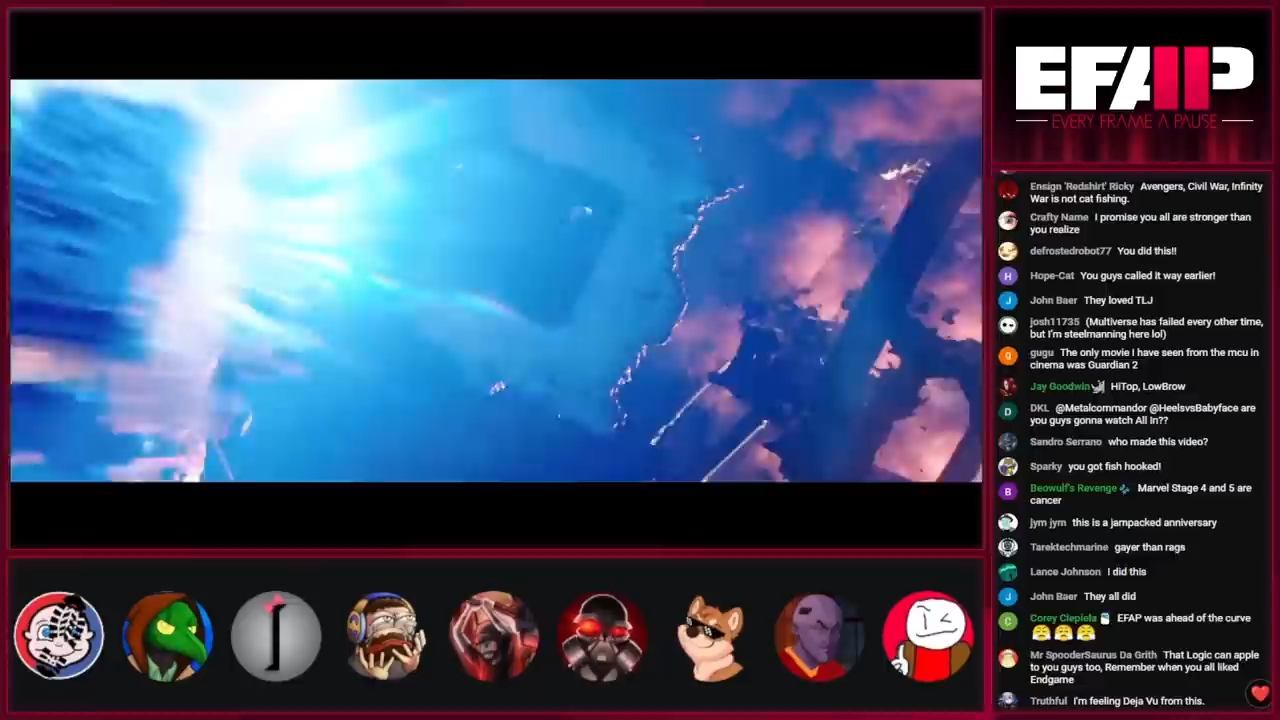 EFAP
EVERY FRAME A PAUSE
Ensign 'Redshirt' Ricky Avengers, Civil War, Infinity
War is not cat fishing.
Crafty Name I promise you all are stronger than
you realize
defrostedrobot77 You did this!!
H
Hope-Cat You guys called it way earlier!
J
John Baer They loved TLJ
josh11735 (Multiverse has failed every other time,
but I'm steelmanning here lol)
g
gugu The only movie I have seen from the mcu in
cinema was Guardian 2
Jay Goodwin HiTop, LowBrow
D
DKL @Metalcommandor @HeelsvsBabyface are
you guys gonna watch All In??
Sandro Serrano who made this video?
Sparky you got fish hooked!
B
Beowulf's Revenge Marvel Stage 4 and 5 are
cancer
jym jym this is a jampacked anniversary
Tarektechmarine gayer than rags
Lance Johnson I did this
J
John Baer They all did
C
Corey Clepiela EFAP was ahead of the curve
Mr SpooderSaurus Da Grith That Logic can apply
to you guys too, Remember when you all liked
Endgame
Truthful I'm feeling Deja Vu from this.